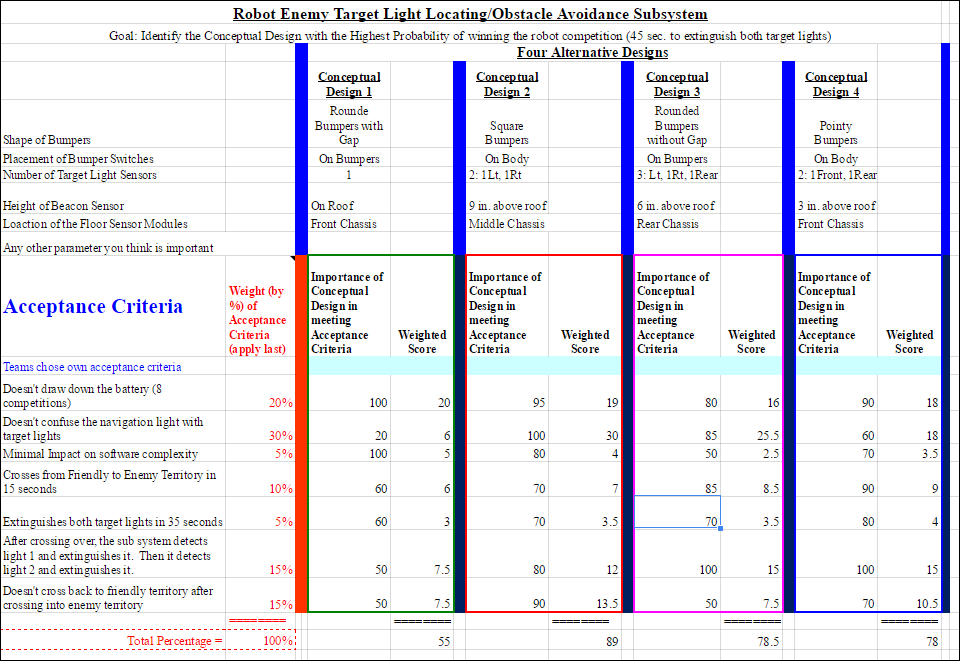 Robot Enemy Target Light Locating/Obstacle Avoidance Subsystem
Goal: Identify the Conceptual Design with the Highest Probability of winning the robot competition (45 sec. to extinguish both target lights)
Four Alternative Designs
Conceptual Design 1 Conceptual Design 2 Conceptual Design 3 Conceptual Design 4
Shape of Bumpers Rounde Bumpers with Gap Square Bumpers Rounded Bumpers without Gap Pointy Bumpers
Placement of Bumper Switches On Bumpers On Body On Bumpers On Body
Number of Target Light Sensors 1 2: 1Lt, 1Rt 3: Lt, 1Rt, 1Rear 2: 1Front, 1Rear
Height of Beacon Sensor On Roof 9 in. above roof 6 in. above roof 3 in. above roof
Loaction of the Floor Sensor Modules Front Chassis Middle Chassis Rear Chassis Front Chassis
Any other parameter you think is important
Acceptance Criteria
Weight (by %) of Acceptance Criteria (apply last)
Importance of Conceptual Design in meeting Acceptance Criteria
Weighted Score
Importance of Conceptual Design in meeting Acceptance Criteria
Weighted Score
Importance of Conceptual Design in meeting Acceptance Criteria
Weighted Score
Importance of Conceptual Design in meeting Acceptance Criteria
Weighted Score
Teams chose own acceptance criteria
Doesn't draw down the battery (8
competitions) 20% 100 20 95 19 80 16 90 18
Doesn't confuse the navigation light with
target lights 30% 20 6 100 30 85 25.5 60 18
Minimal Impact on software complexity 5% 100 5 80 4 50 2.5 70 3.5
Crosses from Friendly to Enemy Territory in
15 seconds 10% 60 6 70 7 85 8.5 90 9
Extinguishes both target lights in 35 seconds 5% 60 3 70 3.5 70 3.5 80 4
After crossing over, the sub system detects
light 1 and extinguishes it. Then it detects
light 2 and extinguishes it. 15% 50 7.5 80 12 100 15 100 15
Doesn't cross back to friendly territory after
crossing into enemy territory 15% 50 7.5 90 13.5 50 7.5 70 10.5
======== ======== ======== ======== ========
Total Percentage = 100% 55 89 78.5 78